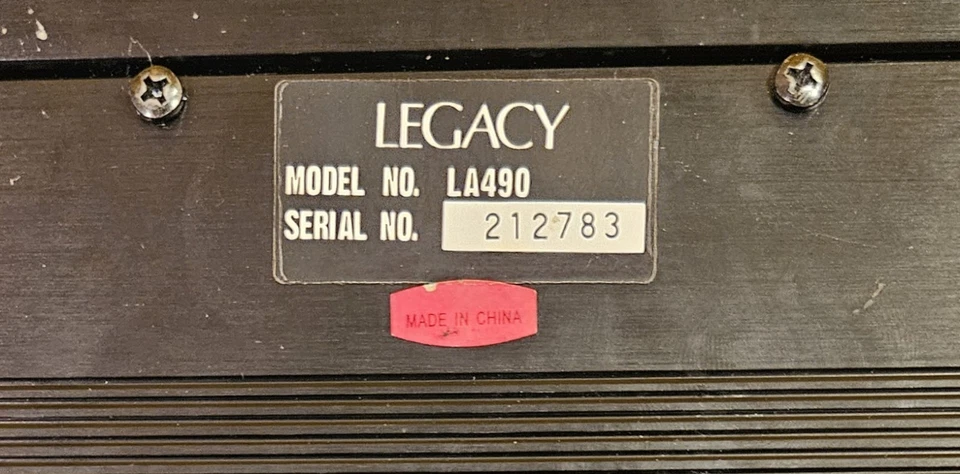 LEGACY
MODEL NO. LA490
SERIAL NO. 212783
MADE IN CHINA